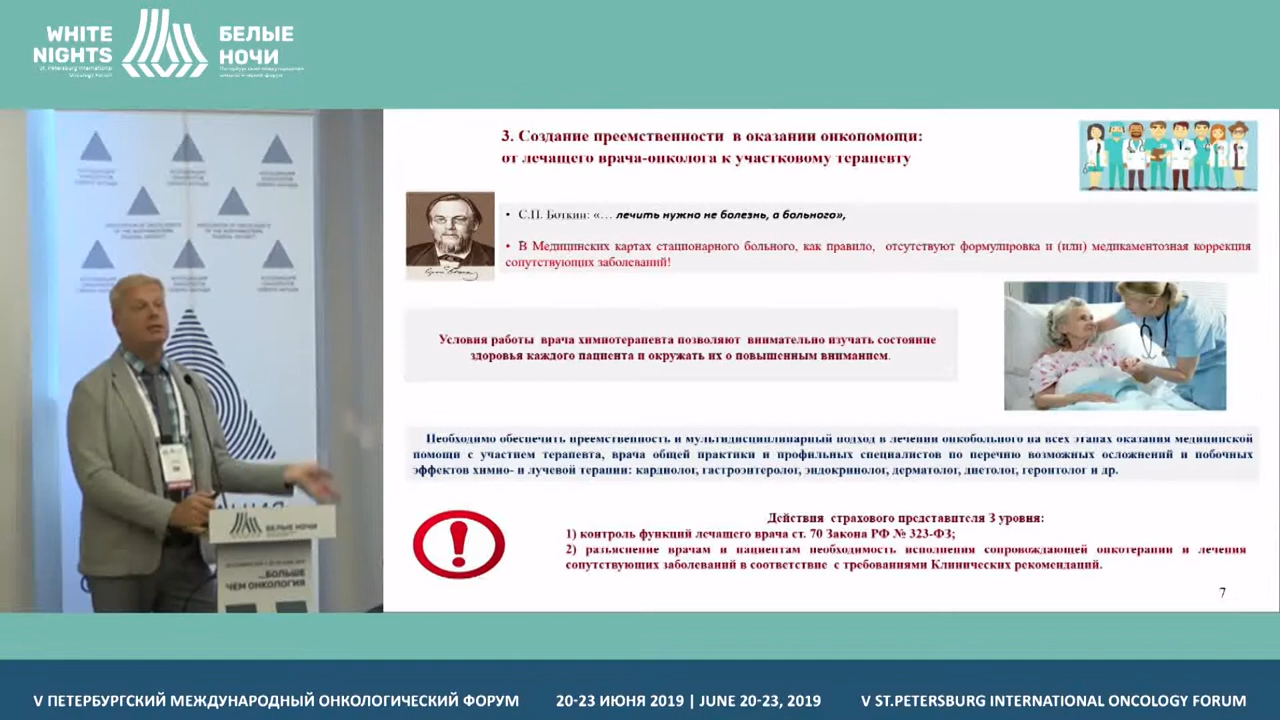 WHITE
NIGHTS
St. Petersburg International
Oncology Forum
БЕЛЫЕ
НОЧИ
3. Создание преемственности в оказании онкопомощи:
от лечащего врача-онколога к участковому терапевту
• С.П. Боткин: «… лечить нужно не болезнь, а больного»,
• В Медицинских картах стационарного больного, как правило, отсутствуют формулировка и (или) медикаментозная коррекция
сопутствующих заболеваний!
Условия работы врача химиотерапевта позволяют внимательно изучать состояние
здоровья каждого пациента и окружать их о повышенным вниманием.
Необходимо обеспечить преемственность и мультидисциплинарный подход в лечении онкобольного на всех этапах оказания медицинской
помощи с участием терапевта, врача общей практики и профильных специалистов по перечню возможных осложнений и побочных
эффектов химио- и лучевой терапии: кардиолог, гастроэнтеролог, эндокринолог, дерматолог, диетолог, геронтолог и др.
Действия страхового представителя 3 уровня:
1) контроль функций лечащего врача ст. 70 Закона РФ № 323-ФЗ;
2) разъяснение врачам и пациентам необходимость исполнения сопровождающей онкотерапии и лечения
сопутствующих заболеваний в соответствие с требованиями Клинических рекомендаций.
7
БЕЛЫЕ НОЧИ
...БОЛЬШЕ
ЧЕМ ОНКОЛОГИЯ
V ПЕТЕРБУРГСКИЙ МЕЖДУНАРОДНЫЙ ОНКОЛОГИЧЕСКИЙ ФОРУМ 20-23 ИЮНЯ 2019 | JUNE 20-23, 2019 V ST.PETERSBURG INTERNATIONAL ONCOLOGY FORUM